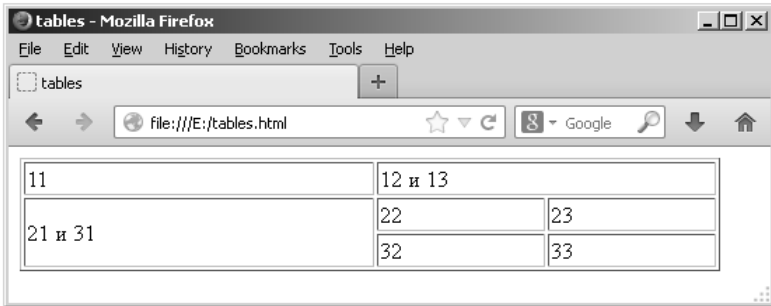 tables - Mozilla Firefox
File Edit View History Bookmarks Tools Help
tables
file:///E:/tables.html Google
11 12 и 13
21 и 31
22 23
32 33